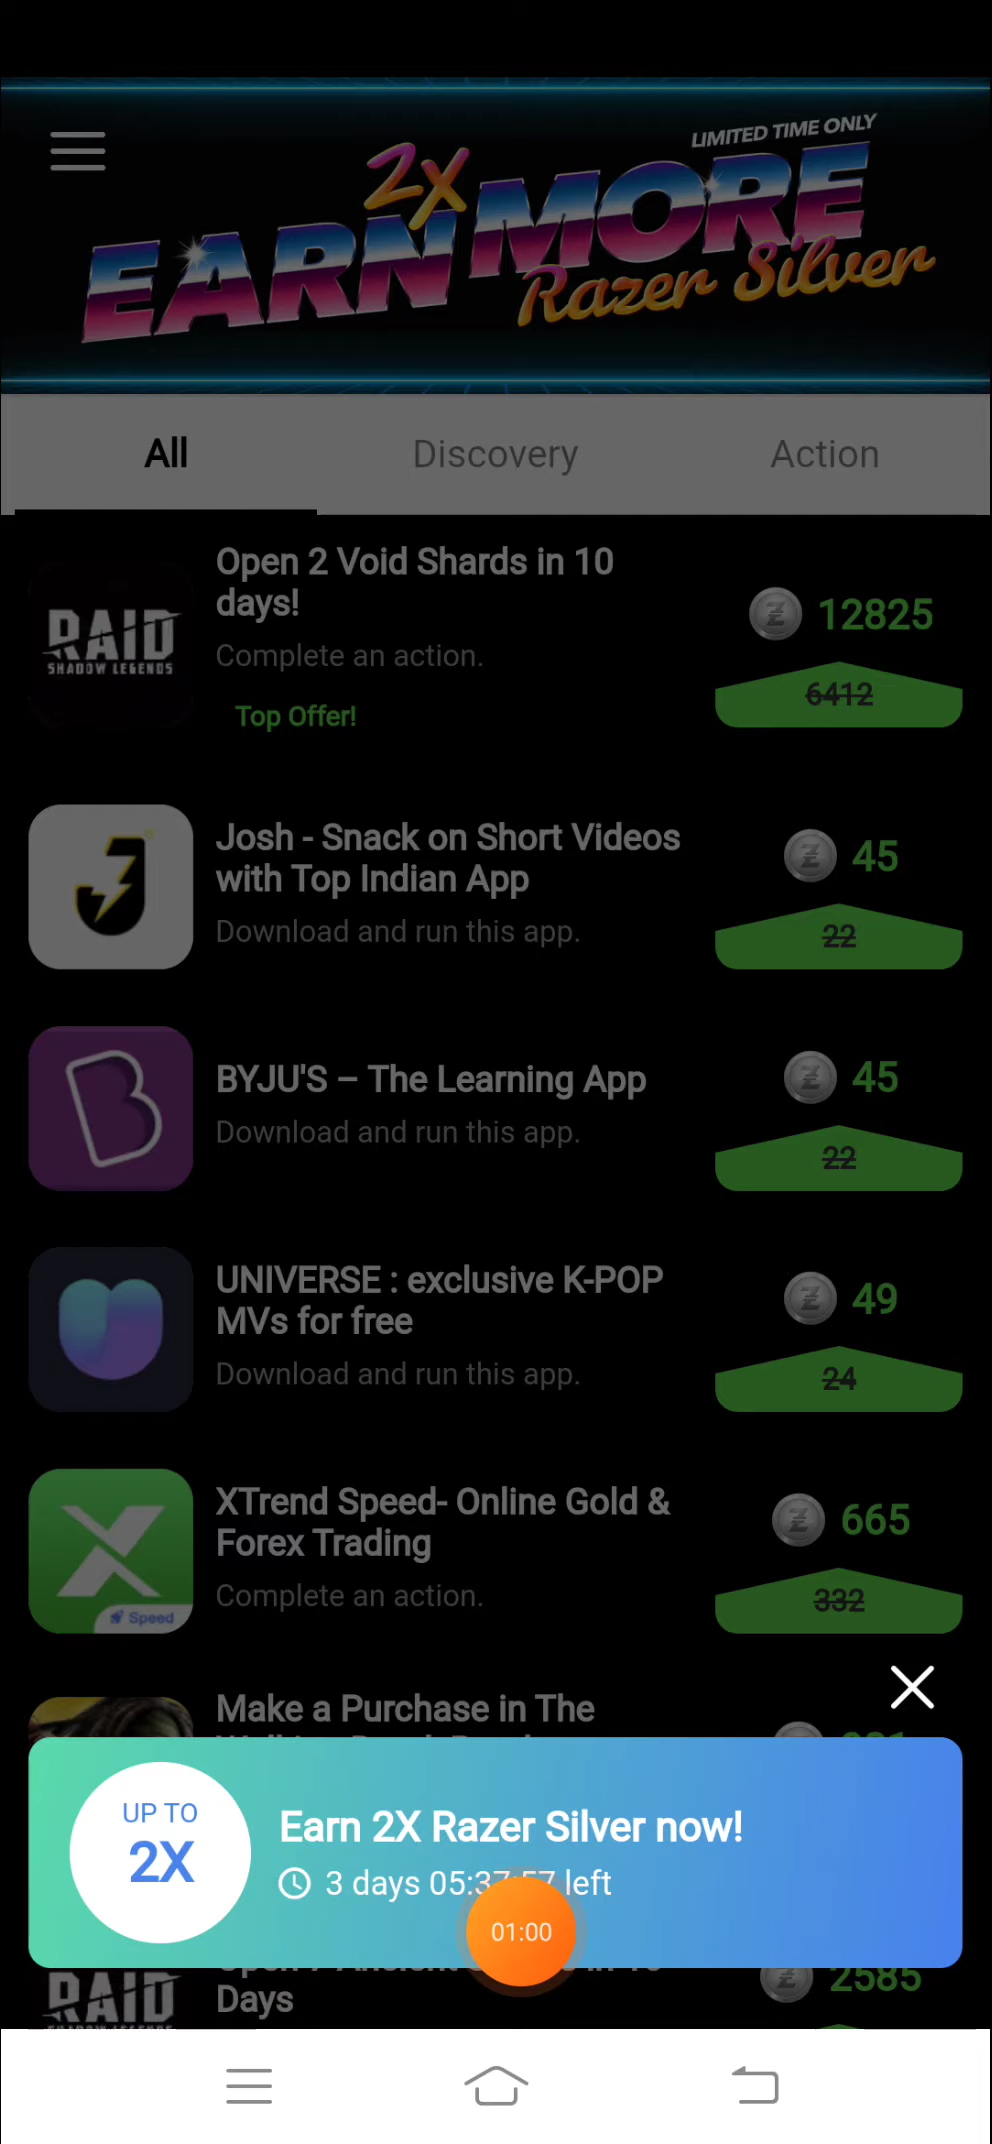 LIMITED TIME ONLY
2X
EARN MORE
Razer Silver
All Discovery Action
Open 2 Void Shards in 10
days!
Complete an action.
Top Offer!
RAID
SHADOW LEGENDS
12825
6412
Josh - Snack on Short Videos
with Top Indian App
Download and run this app.
45
22
BYJU'S – The Learning App
Download and run this app.
45
22
UNIVERSE : exclusive K-POP
MVs for free
Download and run this app.
49
24
XTrend Speed- Online Gold &
Forex Trading
Complete an action.
Speed
665
332
Make a Purchase in The
UP TO
2X
Earn 2X Razer Silver now!
3 days 05:37:57 left
01:00
RAID
Days
2585